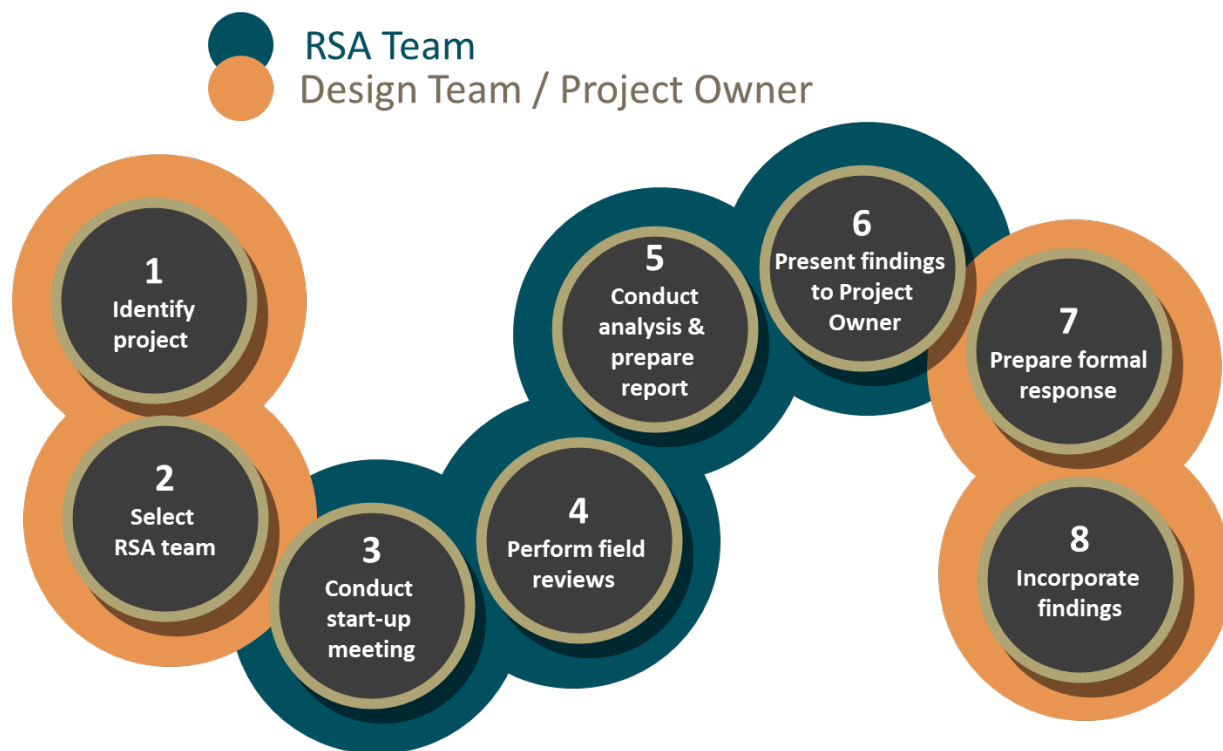 RSA Team
Design Team / Project Owner
1
Identify
project
2
Select
RSA team
3
Conduct
start-up
meeting
4
Perform field
reviews
5
Conduct
analysis &
prepare
report
6
Present findings
to Project
Owner
7
Prepare formal
response
8
Incorporate
findings